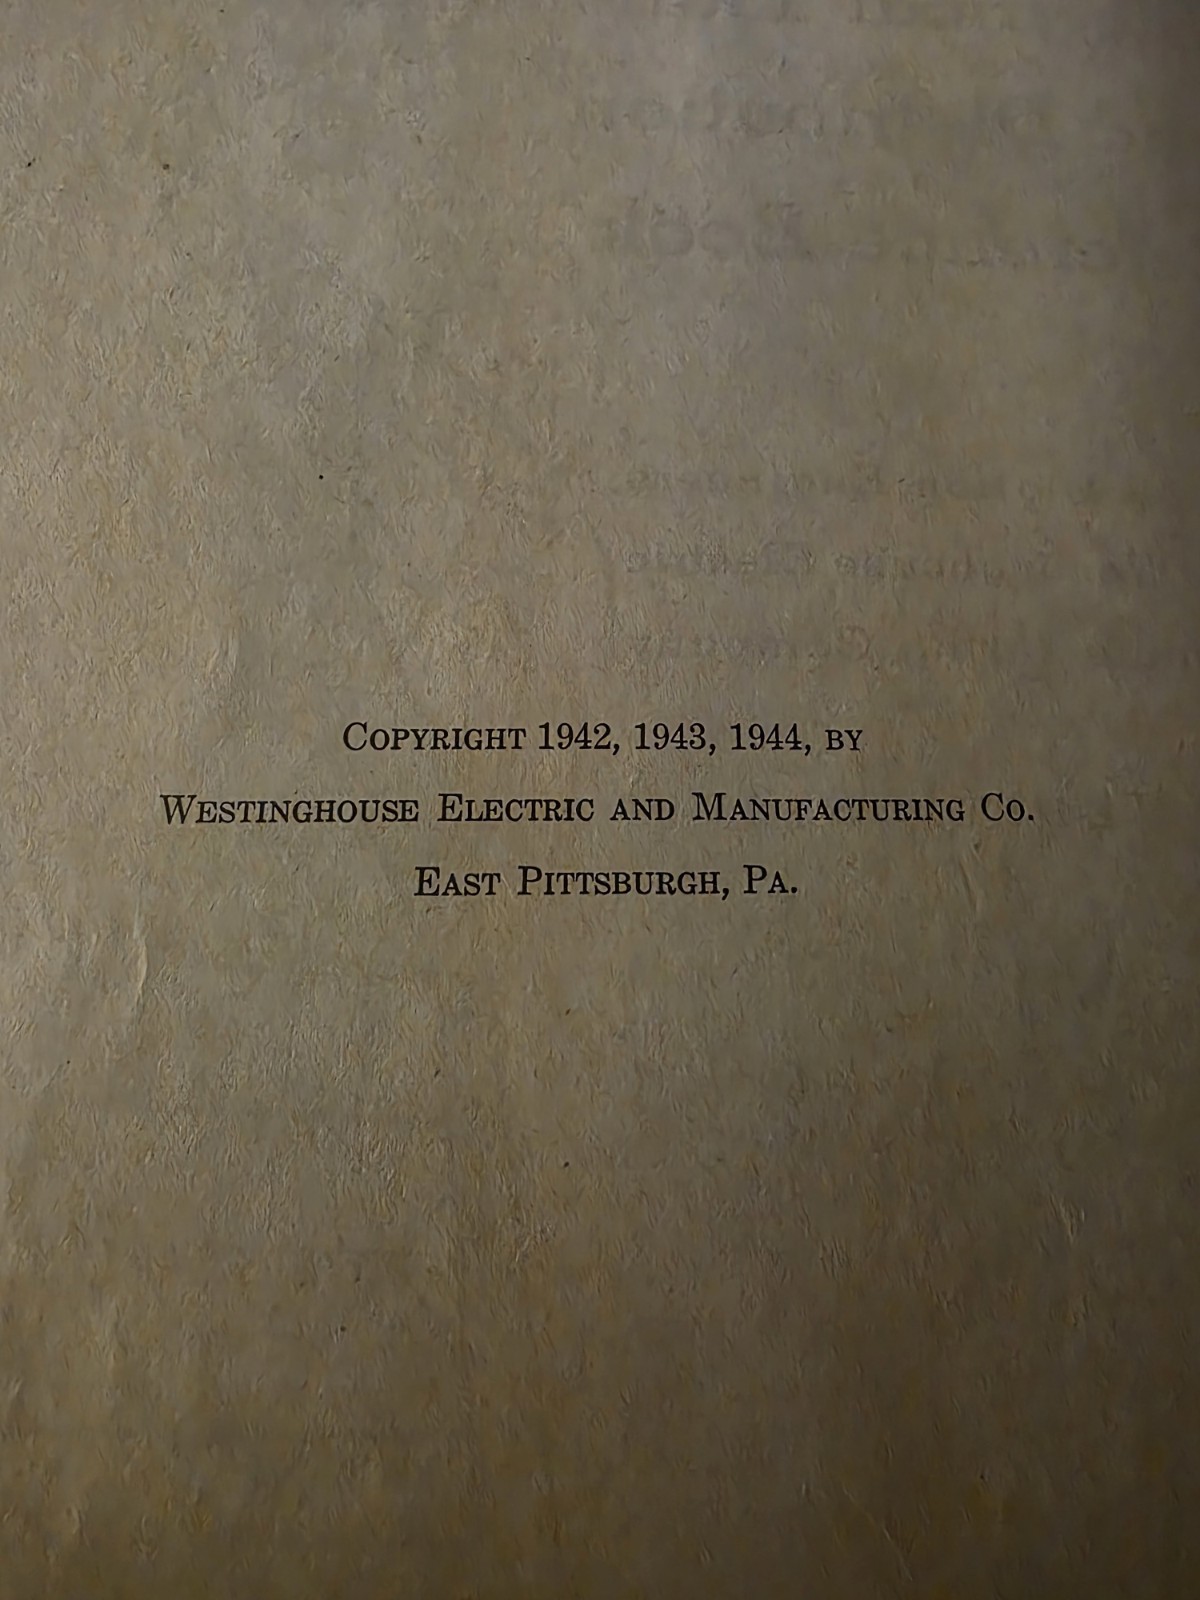 Copyright 1942, 1943, 1944, by
Westinghouse Electric and Manufacturing Co.
East Pittsburgh, Pa.